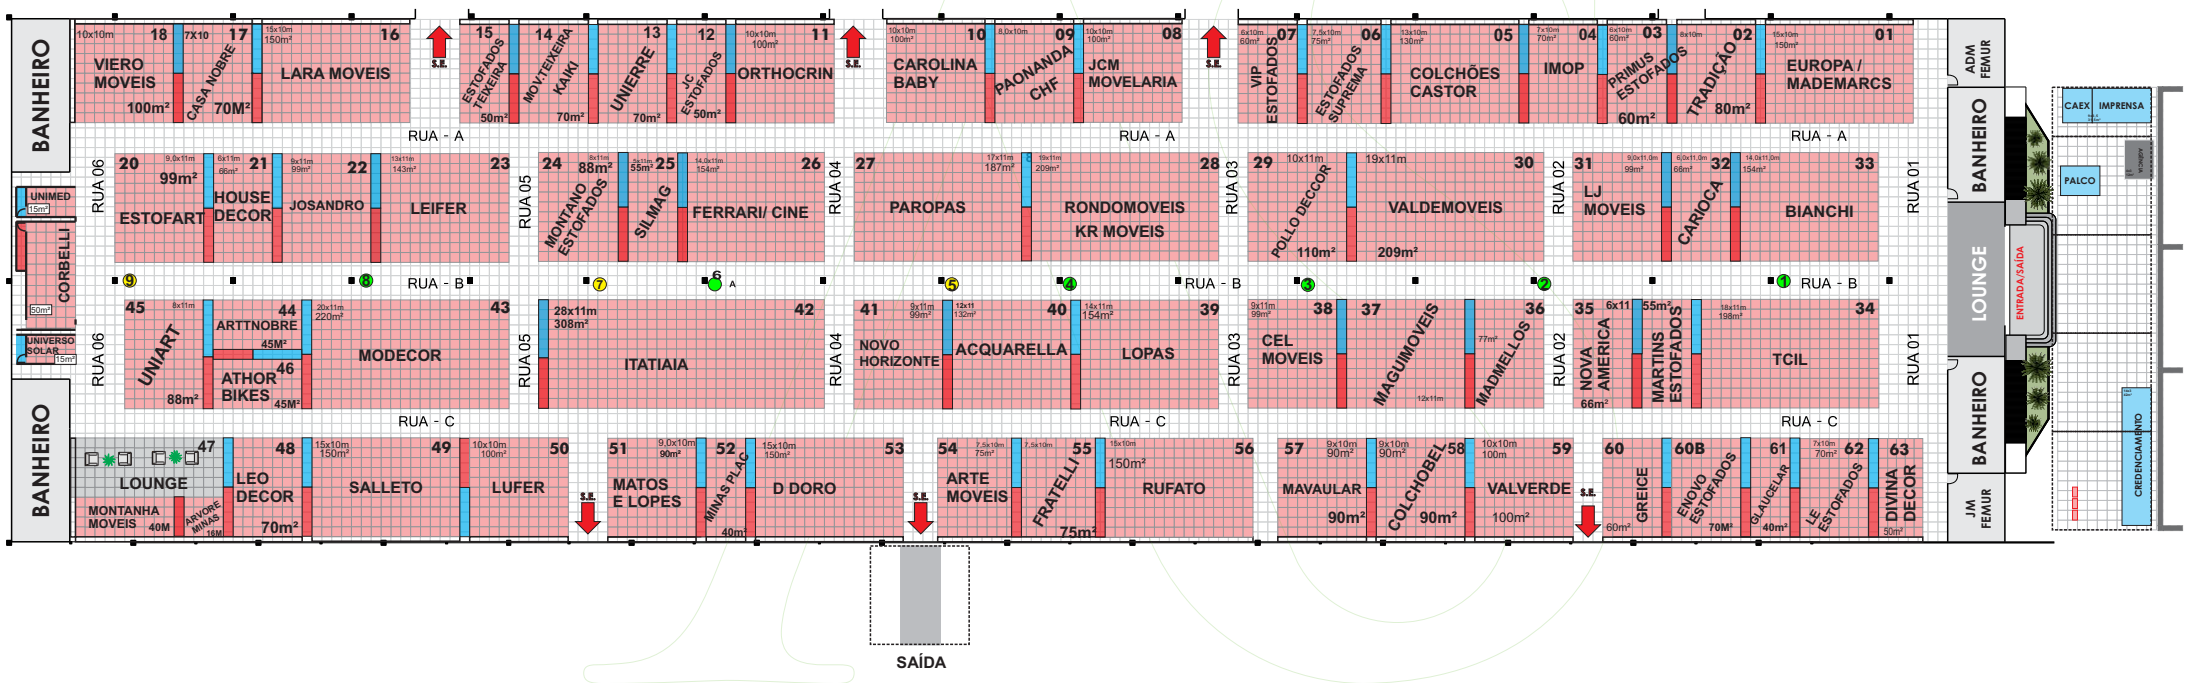 BANHEIRO
10x10m
18
VIERO
MOVEIS
100m²
7X10
17
CASA NOBRE
70M²
15x10m
150m²
16
LARA MOVEIS
S.E.
15
ESTOFADOS
TEIXEIRA
50m²
14
MOV/TEIXEIRA
KAIKI
70m²
13
UNIERRE
70m²
12
JC
ESTOFADOS
50m²
10x10m
100m²
11
ORTHOCRIN
S.E.
10x10m
100m²
10
CAROLINA
BABY
8,0x10m
09
PAONANDA
CHF
10x10m
100m²
08
JCM
MOVELARIA
S.E.
6x10m
60m²
07
VIP
ESTOFADOS
7,5x10m
75m²
06
ESTOFADOS
SUPREMA
13x10m
130m²
05
COLCHÕES
CASTOR
7x10m
70m²
04
IMOP
6x10m
60m²
03
PRIMUS
ESTOFADOS
60m²
8x10m
02
TRADIÇÃO
80m²
15x10m
150m²
01
EUROPA /
MADEMARCS
ADM
FEMUR
RUA - A
RUA - A
RUA - A
BANHEIRO
CAEX
IMPRENSA
PALCO
UNIMED
15m²
CORBELLI
50m²
UNIVERSO
SOLAR
15m²
RUA 06
20
9,0x11m
99m²
ESTOFART
6x11m
66m²
21
HOUSE
DECOR
9x11m
99m²
22
JOSANDRO
13x11m
143m²
23
LEIFER
RUA 05
24
8x11m
88m²
MONTANO
ESTOFADOS
5x11m
55m²
25
SILMAG
14,0x11m
154m²
26
FERRARI/ CINE
RUA 04
27
17x11m
187m²
PAROPAS
19x11m
209m²
28
RONDOMOVEIS
KR MOVEIS
RUA 03
29
10x11m
POLLO DECCOR
110m²
19x11m
30
VALDEMOVEIS
209m²
RUA 02
31
9,0x11,0m
99m²
LJ
MOVEIS
6,0x11,0m
66m²
32
CARIOCA
14,0x11,0m
154m²
33
BIANCHI
RUA 01
LOUNGE
ENTRADA/SAÍDA
9
8
RUA - B
7
6
A
5
4
RUA - B
3
2
1
RUA - B
RUA 06
45
8x11m
UNIART
88m²
44
ARTTNOBRE
45M²
46
ATHOR
BIKES
45M²
20x11m
220m²
43
MODECOR
RUA 05
28x11m
308m²
42
ITATIAIA
RUA 04
41
9x11m
99m²
NOVO
HORIZONTE
12x11
132m²
40
ACQUARELLA
14x11m
154m²
39
LOPAS
RUA 03
9x11m
99m²
38
CEL
MOVEIS
37
MAGUIMOVEIS
12x11m
36
77m²
MADMELLOS
RUA 02
35
6x11
NOVA
AMERICA
66m²
55m²
MARTINS
ESTOFADOS
18x11m
198m²
34
TCIL
RUA 01
RUA - C
RUA - C
RUA - C
BANHEIRO
47
LOUNGE
MONTANHA
MOVEIS
40M
ARVORE
MINAS
16M
48
LEO
DECOR
70m²
15x10m
150m²
49
SALLETO
10x10m
100m²
50
LUFER
S.E.
51
9,0x10m
90m²
MATOS
E LOPES
52
MINAS PLAC
40m²
15x10m
150m²
53
D DORO
S.E.
54
7,5x10m
75m²
ARTE
MOVEIS
7,5x10m
55
FRATELLI
75m²
15x10m
150m²
56
RUFATO
57
9x10m
90m²
MAVAULAR
90m²
9x10m
90m²
58
COLCHOBEL
90m²
10x10m
100m
59
VALVERDE
100m²
S.E.
60
GREICE
60m²
60B
ENOVO
ESTOFADOS
70M²
61
GLAUCELAR
40m²
7x10m
70m²
62
LE
ESTOFADOS
63
DIVINA
DECOR
50m²
BANHEIRO
JM
FEMUR
CREDENCIAMENTO
SAÍDA